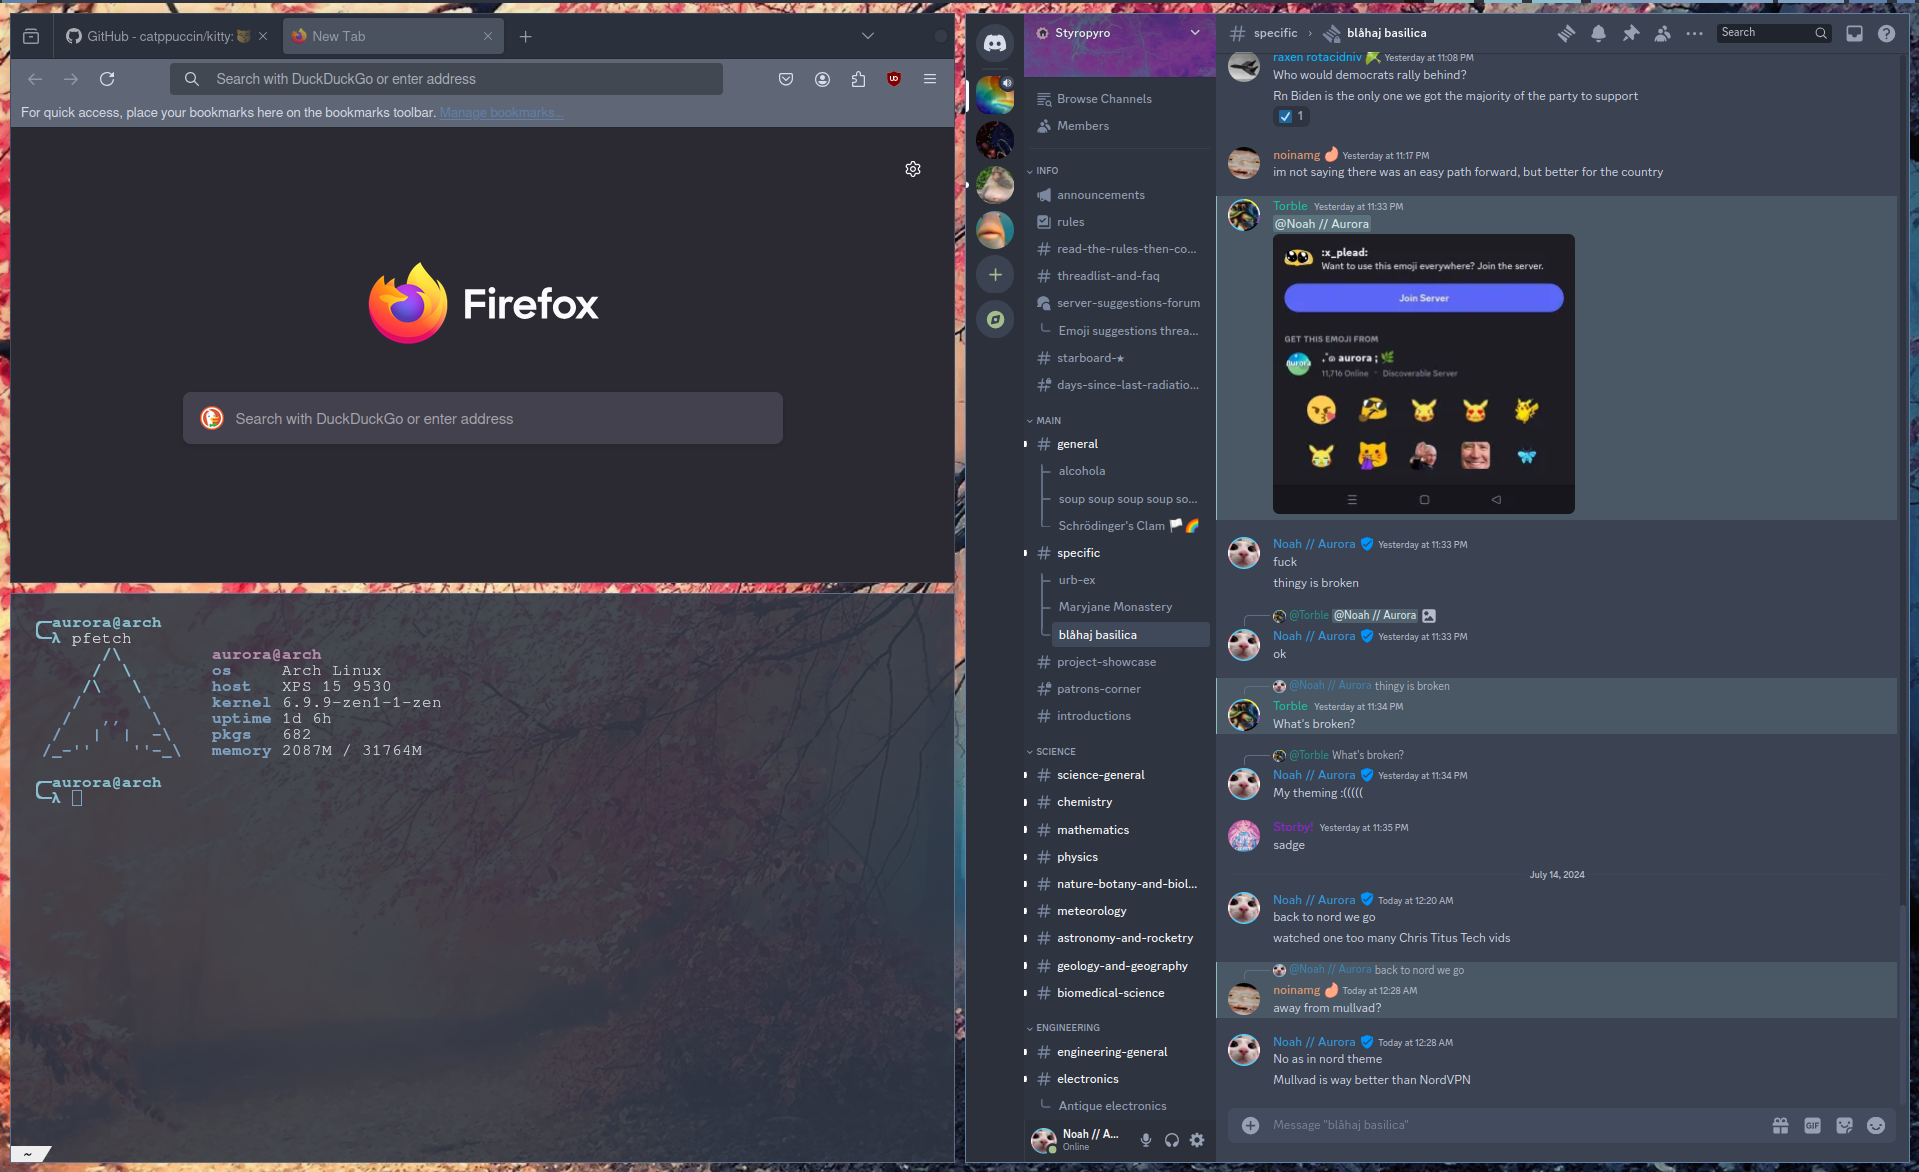 GitHub - catppuccin/kitty: 😸
New Tab
Search with DuckDuckGo or enter address
For quick access, place your bookmarks here on the bookmarks toolbar. Manage bookmarks...
Firefox
Search with DuckDuckGo or enter address
aurora@arch
λ pfetch
aurora@arch
os Arch Linux
host XPS 15 9530
kernel 6.9.9-zen1-1-zen
uptime 1d 6h
pkgs 682
memory 2087M / 31764M
aurora@arch
λ
~
Styropyro
Browse Channels
Members
INFO
announcements
rules
read-the-rules-then-co...
threadlist-and-faq
server-suggestions-forum
Emoji suggestions threa...
starboard-★
days-since-last-radiatio...
MAIN
general
alcohola
soup soup soup soup so...
Schrödinger's Clam 🏳️🌈
specific
urb-ex
Maryjane Monastery
blåhaj basilica
project-showcase
patrons-corner
introductions
SCIENCE
science-general
chemistry
mathematics
physics
nature-botany-and-biol...
meteorology
astronomy-and-rocketry
geology-and-geography
biomedical-science
ENGINEERING
engineering-general
electronics
Antique electronics
Noah // A...
Online
specific › blåhaj basilica
Search
raxen rotacidniv Yesterday at 11:08 PM
Who would democrats rally behind?
Rn Biden is the only one we got the majority of the party to support
☑ 1
noinamg Yesterday at 11:17 PM
im not saying there was an easy path forward, but better for the country
Torble Yesterday at 11:33 PM
@Noah // Aurora
:x_plead:
Want to use this emoji everywhere? Join the server.
Join Server
GET THIS EMOJI FROM
aurora ; 🌿
11,716 Online • Discoverable Server
Noah // Aurora Yesterday at 11:33 PM
fuck
thingy is broken
@Torble @Noah // Aurora
Noah // Aurora Yesterday at 11:33 PM
ok
@Noah // Aurora thingy is broken
Torble Yesterday at 11:34 PM
What's broken?
@Torble What's broken?
Noah // Aurora Yesterday at 11:34 PM
My theming :(((((
Storby! Yesterday at 11:35 PM
sadge
July 14, 2024
Noah // Aurora Today at 12:20 AM
back to nord we go
watched one too many Chris Titus Tech vids
@Noah // Aurora back to nord we go
noinamg Today at 12:28 AM
away from mullvad?
Noah // Aurora Today at 12:28 AM
No as in nord theme
Mullvad is way better than NordVPN
Message "blåhaj basilica"
GIF